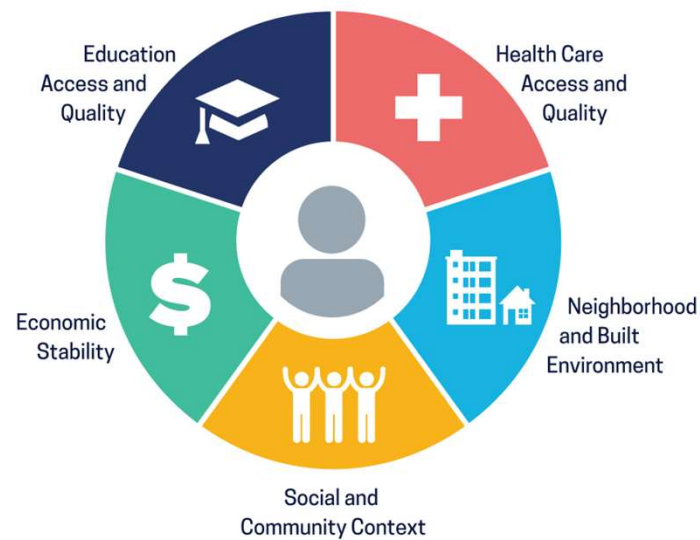 Education
Access and
Quality
Health Care
Access and
Quality
Economic
Stability
Neighborhood
and Built
Environment
Social and
Community Context
$